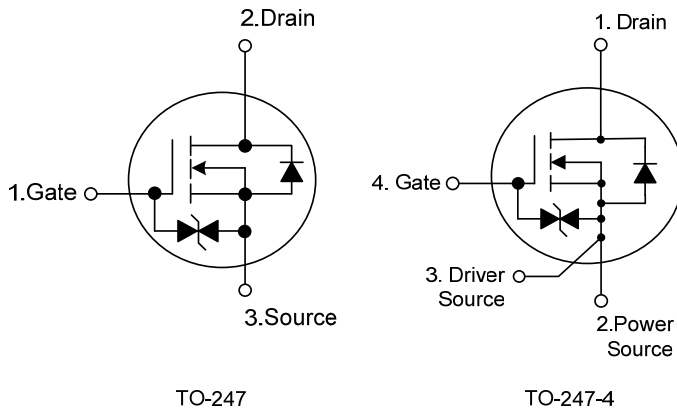 2.Drain
1.Gate
3.Source
TO-247
1. Drain
4. Gate
3. Driver
Source
2.Power
Source
TO-247-4